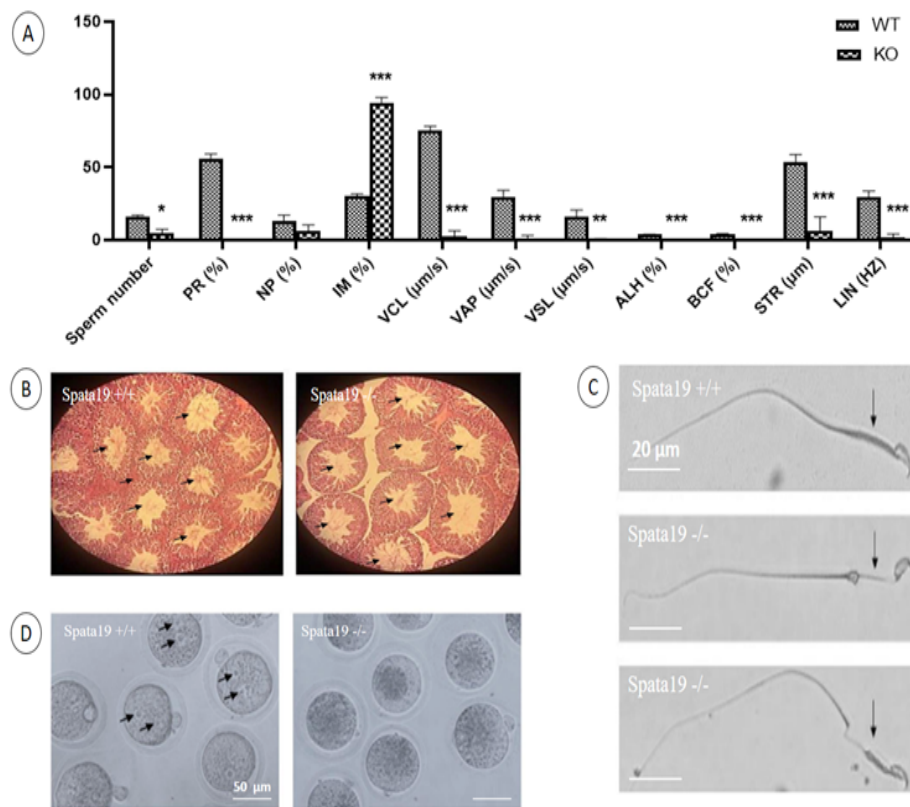 A
150
100
50
0
WT
KO
*
***
***
***
***
**
***
***
***
***
Sperm number
PR (%)
NP (%)
IM (%)
VCL (µm/s)
VAP (µm/s)
VSL (µm/s)
ALH (%)
BCF (%)
STR (µm)
LIN (HZ)
B
Spata19 +/+
Spata19 -/-
C
Spata19 +/+
20 µm
Spata19 -/-
Spata19 -/-
D
Spata19 +/+
50 µm
Spata19 -/-